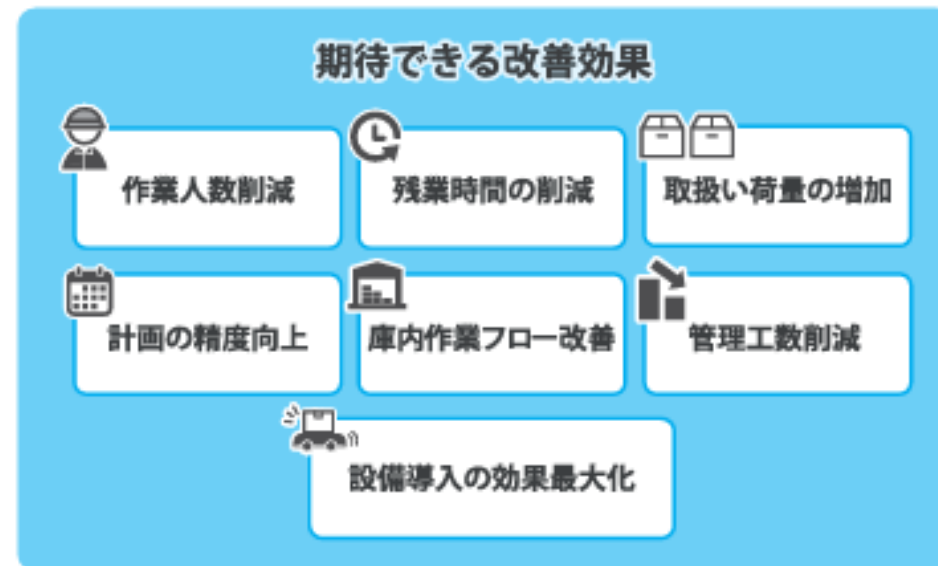 期待できる改善効果
作業人数削減
残業時間の削減
取扱い荷量の増加
計画の精度向上
庫内作業フロー改善
管理工数削減
設備導入の効果最大化